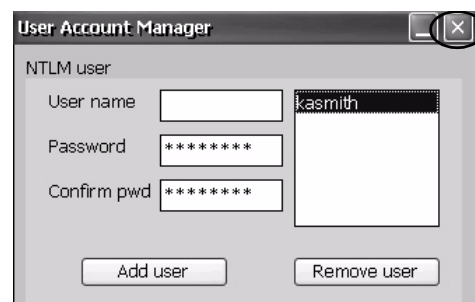 User Account Manager
NTLM user
User name
kasmith
Password ********
Confirm pwd ********
Add user Remove user